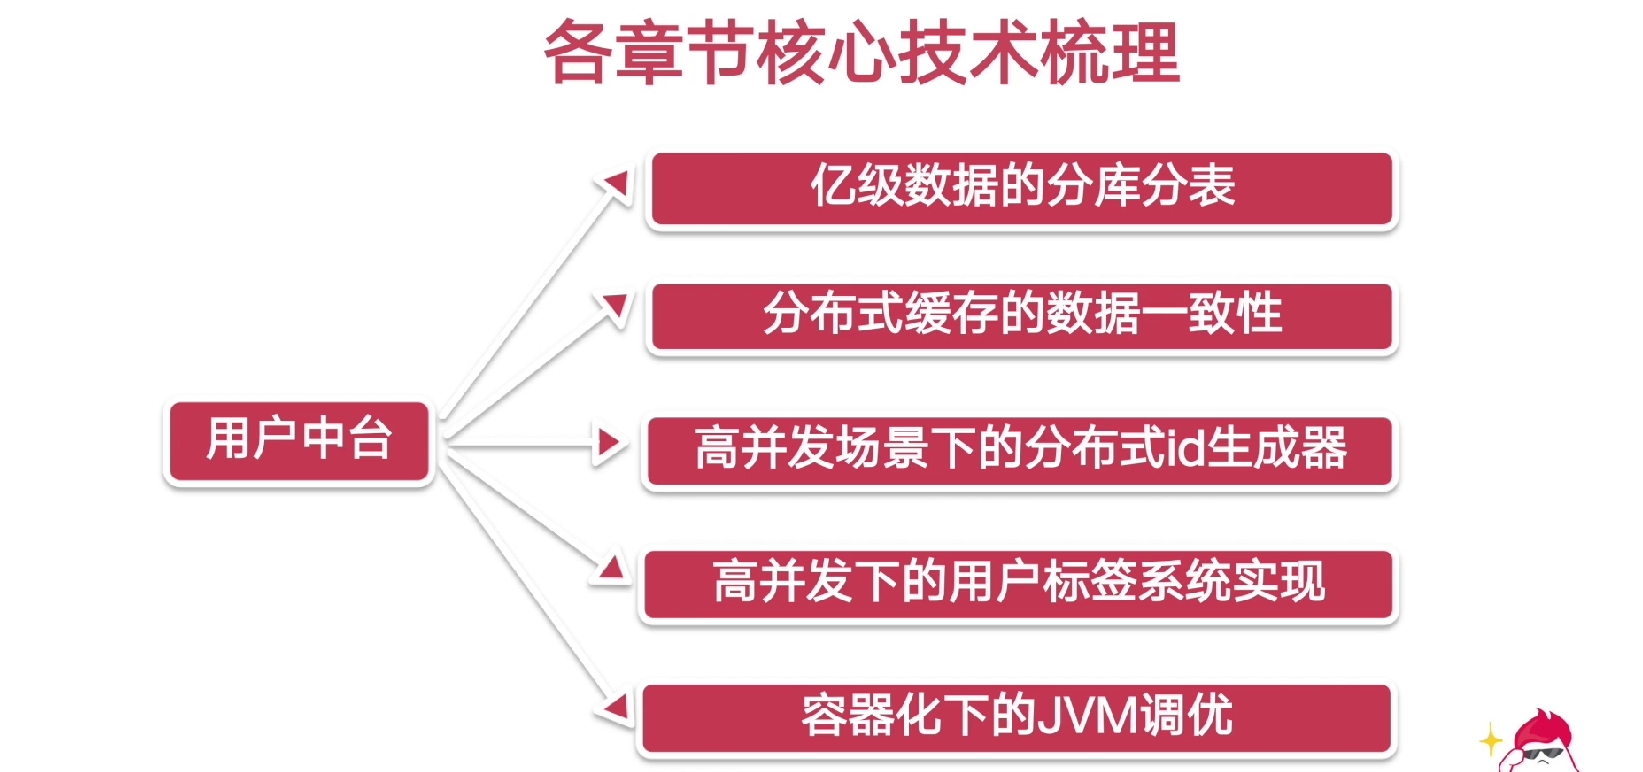 各章节核心技术梳理
亿级数据的分库分表
分布式缓存的数据一致性
用户中台
高并发场景下的分布式id生成器
高并发下的用户标签系统实现
容器化下的JVM调优